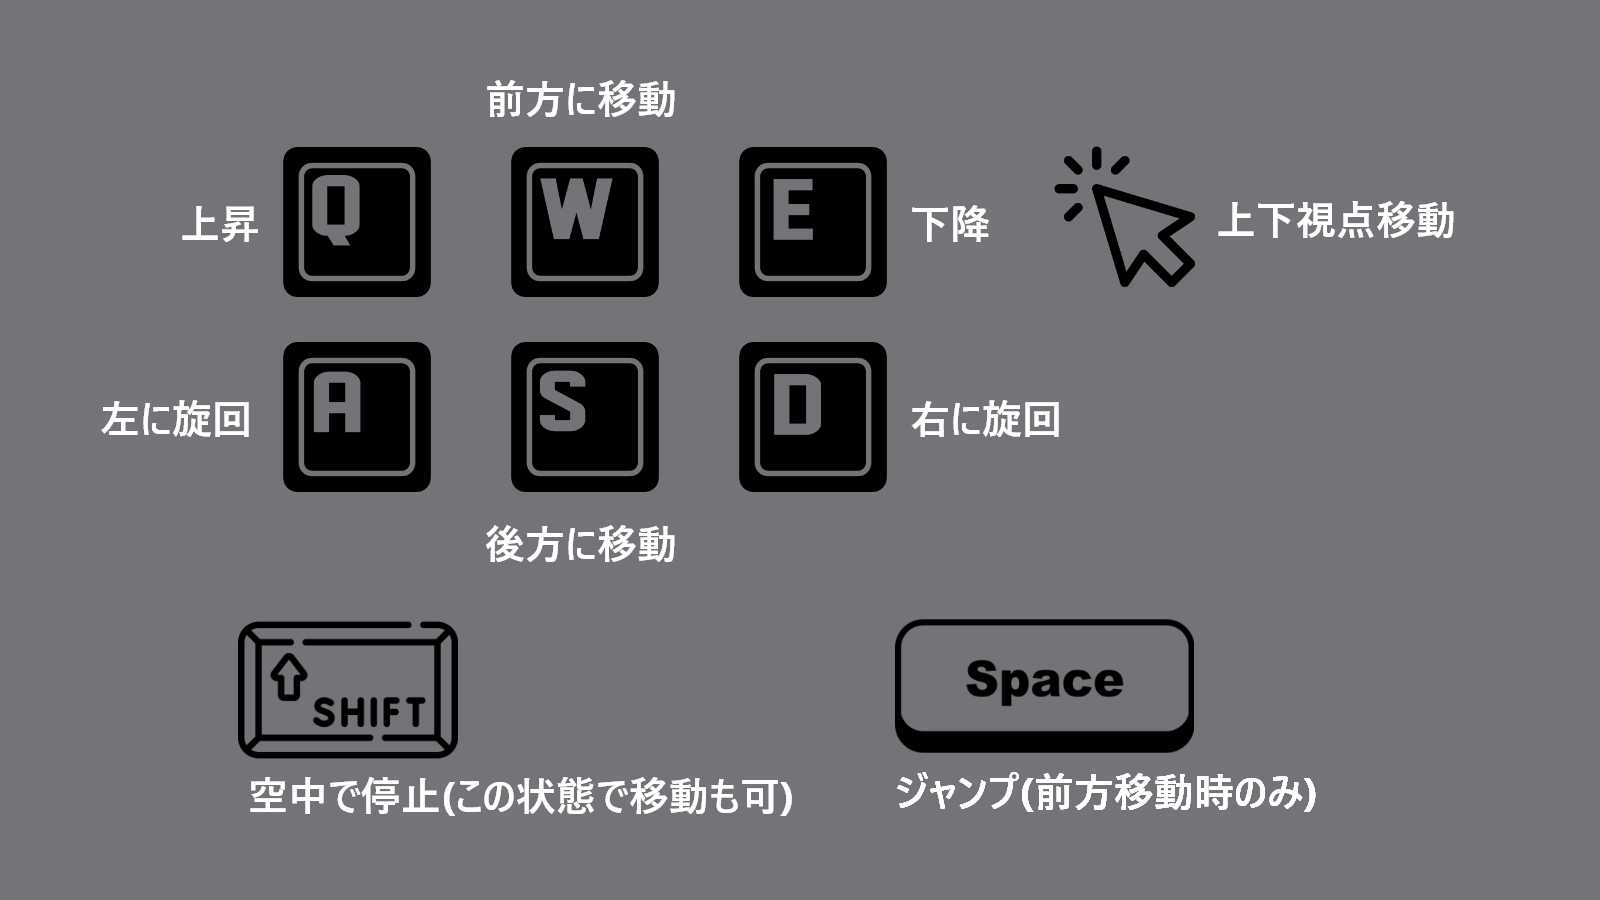 前方に移動
上昇
Q
W
E
下降
上下視点移動
左に旋回
A
S
D
右に旋回
後方に移動
SHIFT
Space
空中で停止(この状態で移動も可)
ジャンプ(前方移動時のみ)